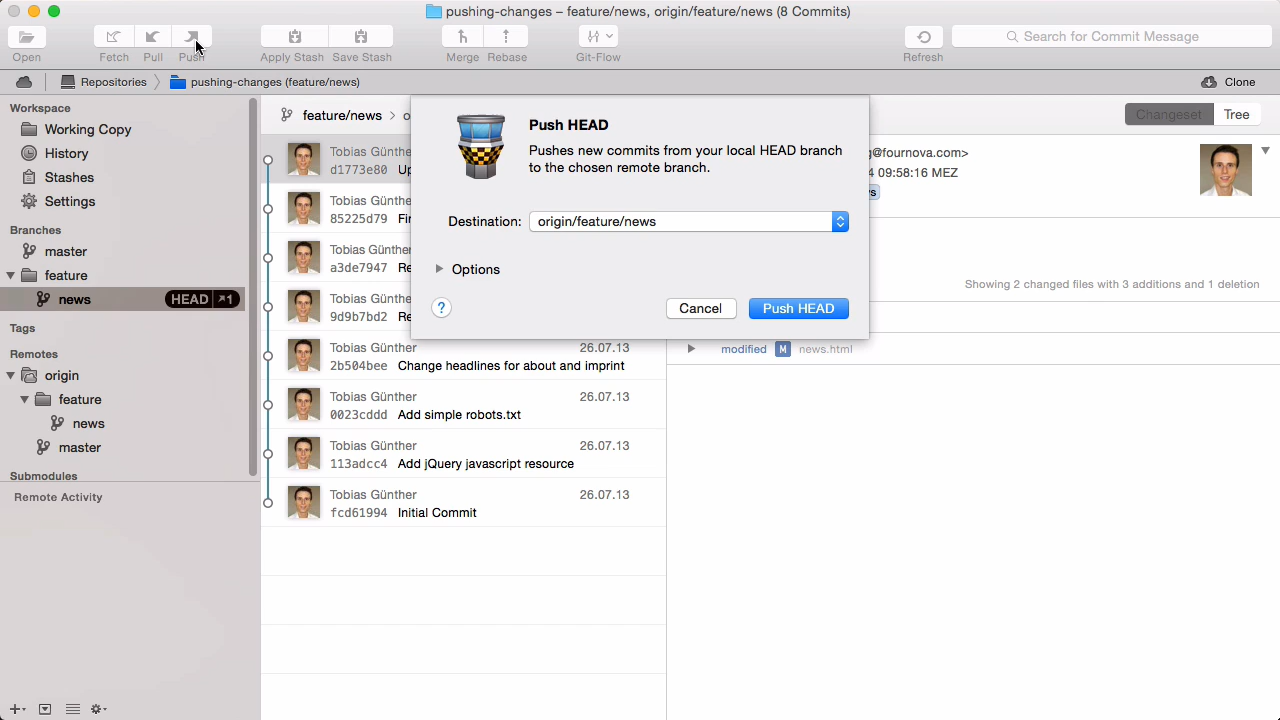 pushing-changes – feature/news, origin/feature/news (8 Commits)
Open
Fetch
Pull
Push
Apply Stash
Save Stash
Merge
Rebase
Git-Flow
Refresh
Search for Commit Message
Repositories
pushing-changes (feature/news)
Clone
Workspace
Working Copy
History
Stashes
Settings
Branches
master
feature
news
HEAD
1
Tags
Remotes
origin
feature
news
master
Submodules
Remote Activity
feature/news
Tobias Günth
d1773e80
Tobias Günth
85225d79
Tobias Günth
a3de7947 Re
Tobias Günth
9d9b7bd2 Re
Tobias Günther 26.07.13
2b504bee Change headlines for about and imprint
Tobias Günther 26.07.13
0023cddd Add simple robots.txt
Tobias Günther 26.07.13
113adcc4 Add jQuery javascript resource
Tobias Günther 26.07.13
fcd61994 Initial Commit
Push HEAD
Pushes new commits from your local HEAD branch
to the chosen remote branch.
Destination: origin/feature/news
Options
?
Cancel
Push HEAD
Changeset
Tree
g@fournova.com>
4 09:58:16 MEZ
Showing 2 changed files with 3 additions and 1 deletion
modified M news.html